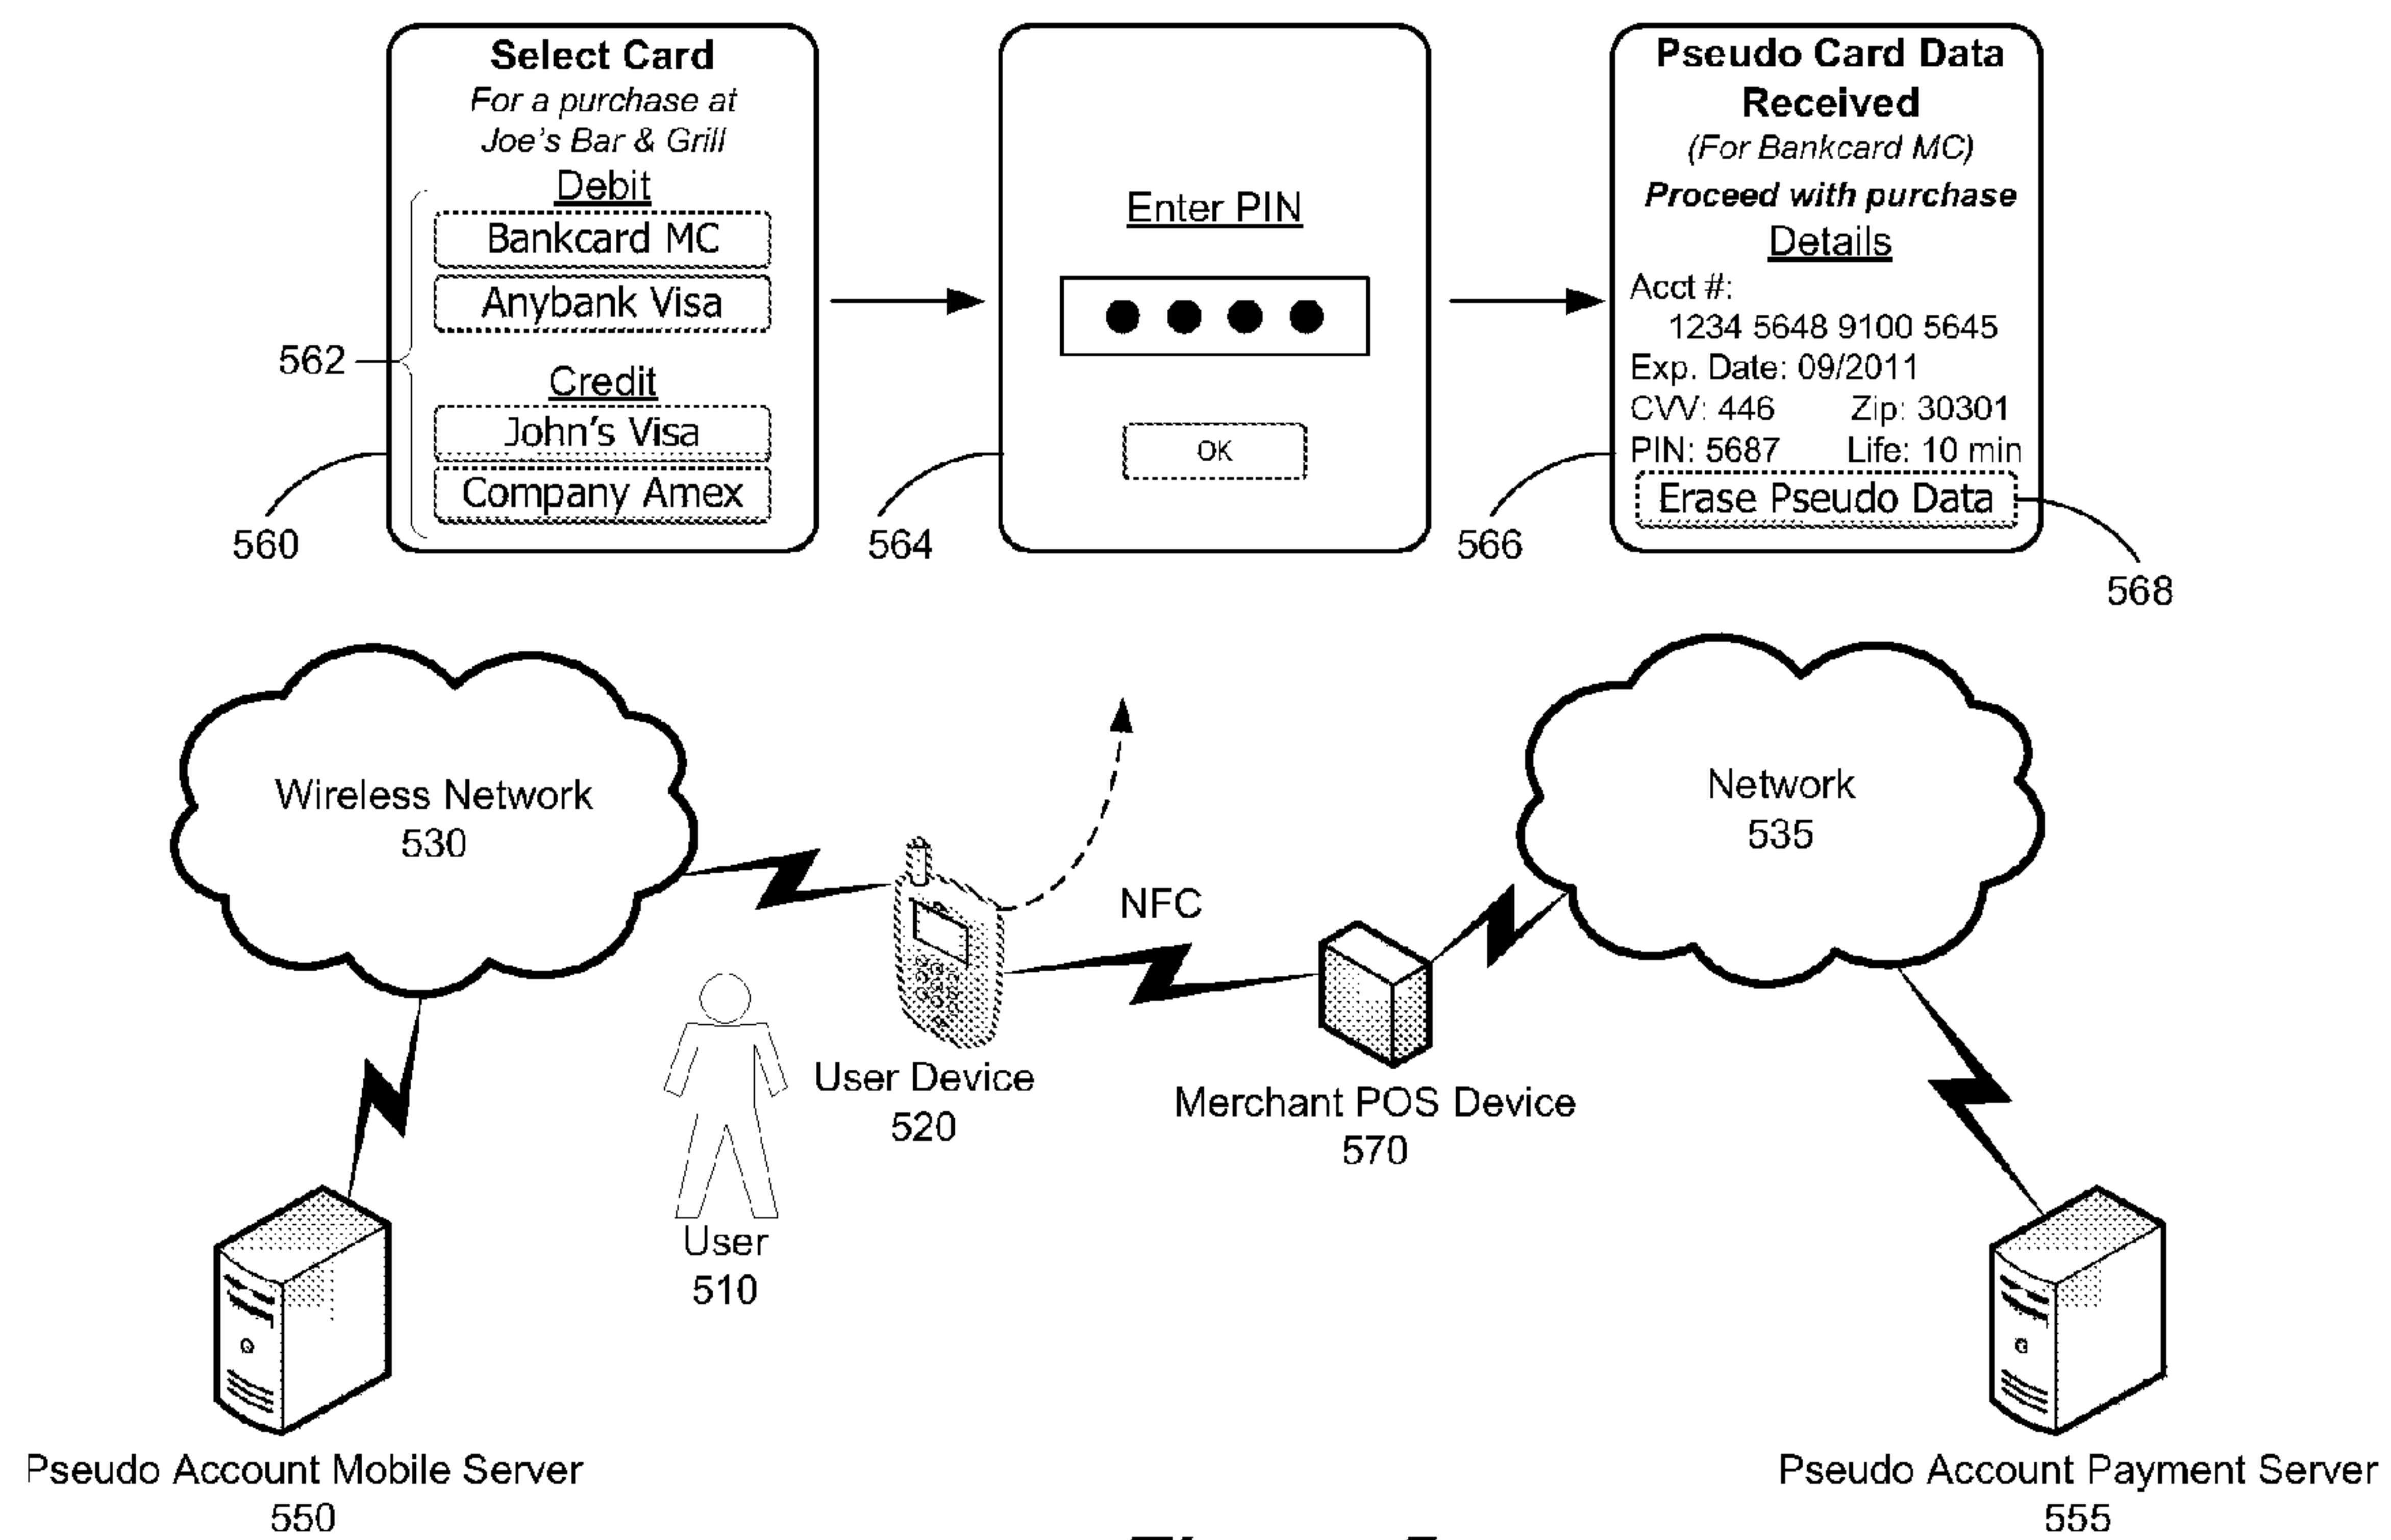 Select Card
For a purchase at
Joe's Bar & Grill
Debit
Bankcard MC
Anybank Visa
Credit
John's Visa
Company Amex
562
560
Enter PIN
OK
564
Pseudo Card Data
Received
(For Bankcard MC)
Proceed with purchase
Details
Acct #:
1234 5648 9100 5645
Exp. Date: 09/2011
CVV: 446 Zip: 30301
PIN: 5687 Life: 10 min
Erase Pseudo Data
566
568
Wireless Network
530
Network
535
NFC
User Device
520
Merchant POS Device
570
User
510
Pseudo Account Mobile Server
550
Pseudo Account Payment Server
555